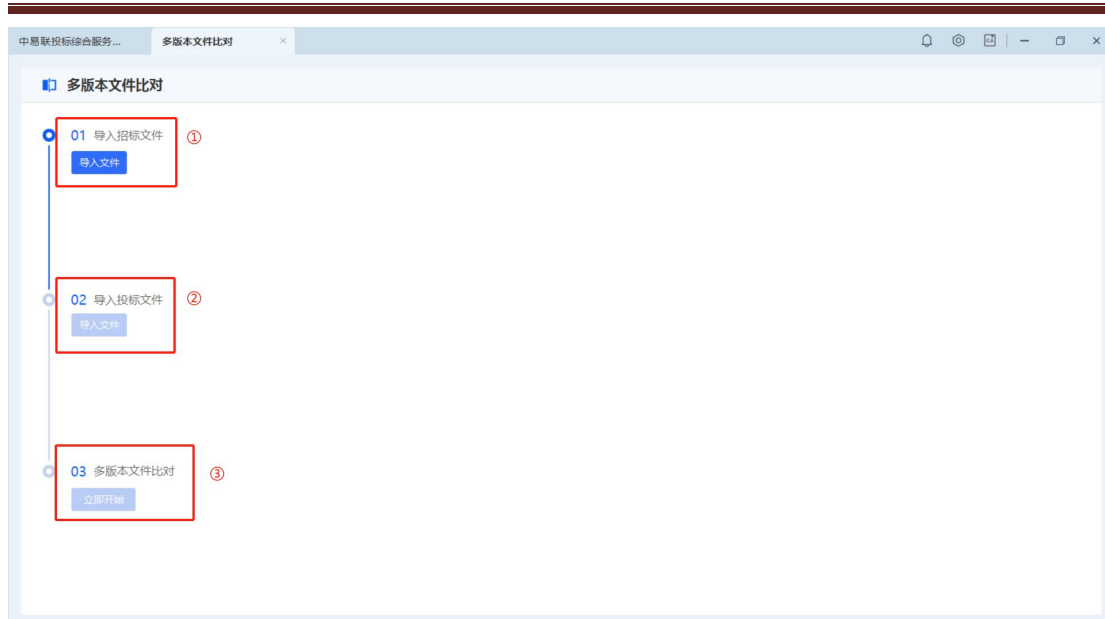 中易联投标综合服务... 多版本文件比对
多版本文件比对
01 导入招标文件 ①
导入文件
02 导入投标文件 ②
导入文件
03 多版本文件比对 ③
立即开始